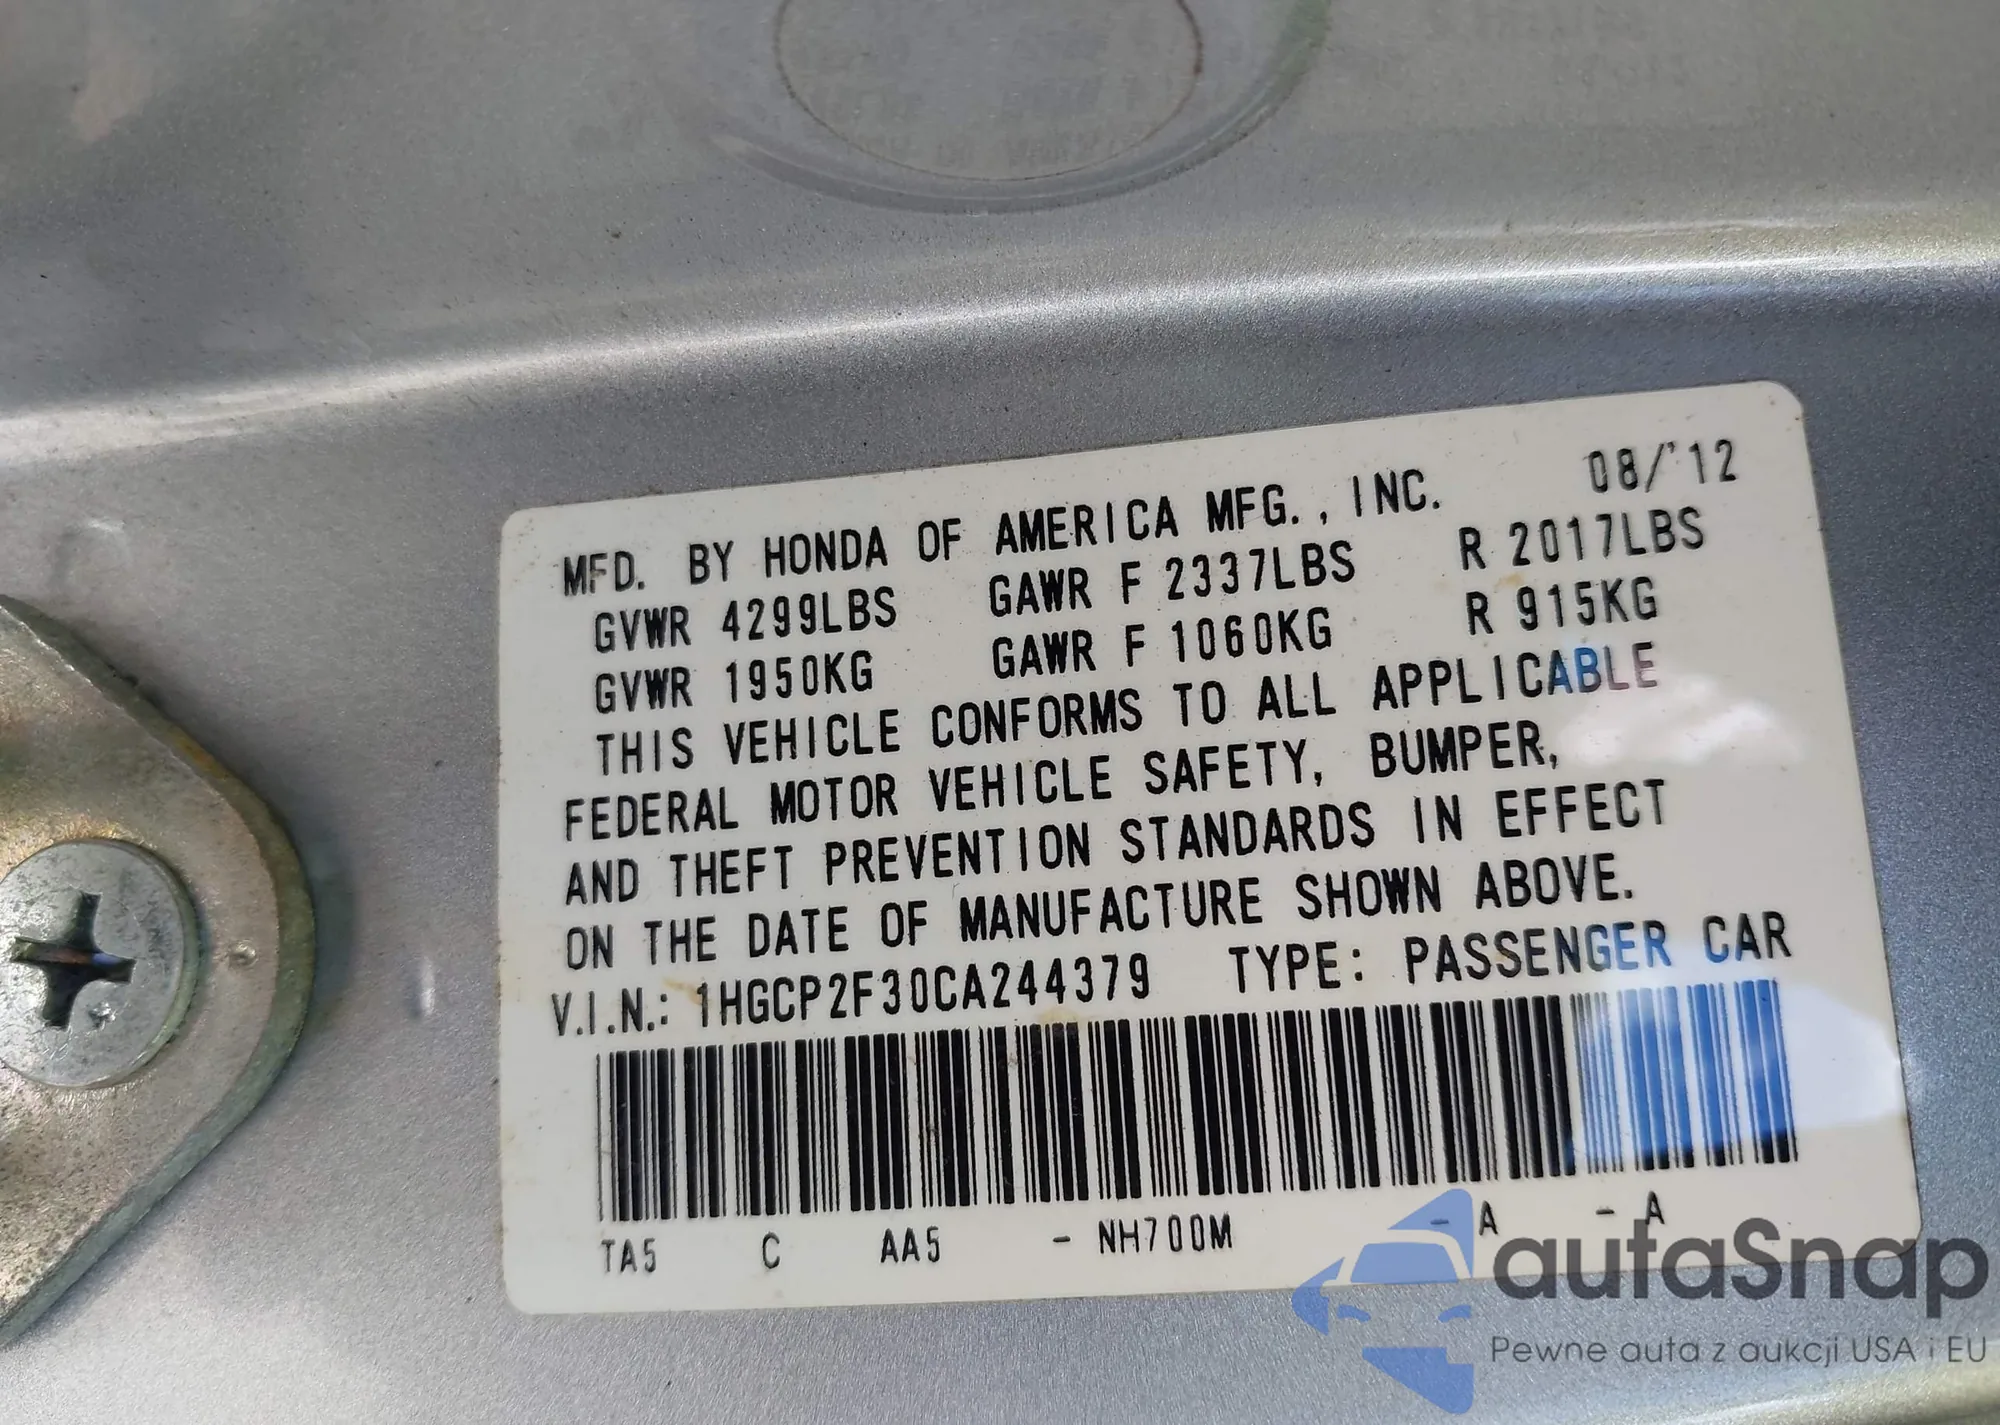 MFD. BY HONDA OF AMERICA MFG., INC. 08/'12
GVWR 4299LBS GAWR F 2337LBS R 2017LBS
GVWR 1950KG GAWR F 1060KG R 915KG
THIS VEHICLE CONFORMS TO ALL APPLICABLE
FEDERAL MOTOR VEHICLE SAFETY, BUMPER,
AND THEFT PREVENTION STANDARDS IN EFFECT
ON THE DATE OF MANUFACTURE SHOWN ABOVE.
V.I.N.: 1HGCP2F30CA244379 TYPE: PASSENGER CAR
TA5 C AA5 - NH700M - A - A
autaSnap
Pewne auta z aukcji USA i EU